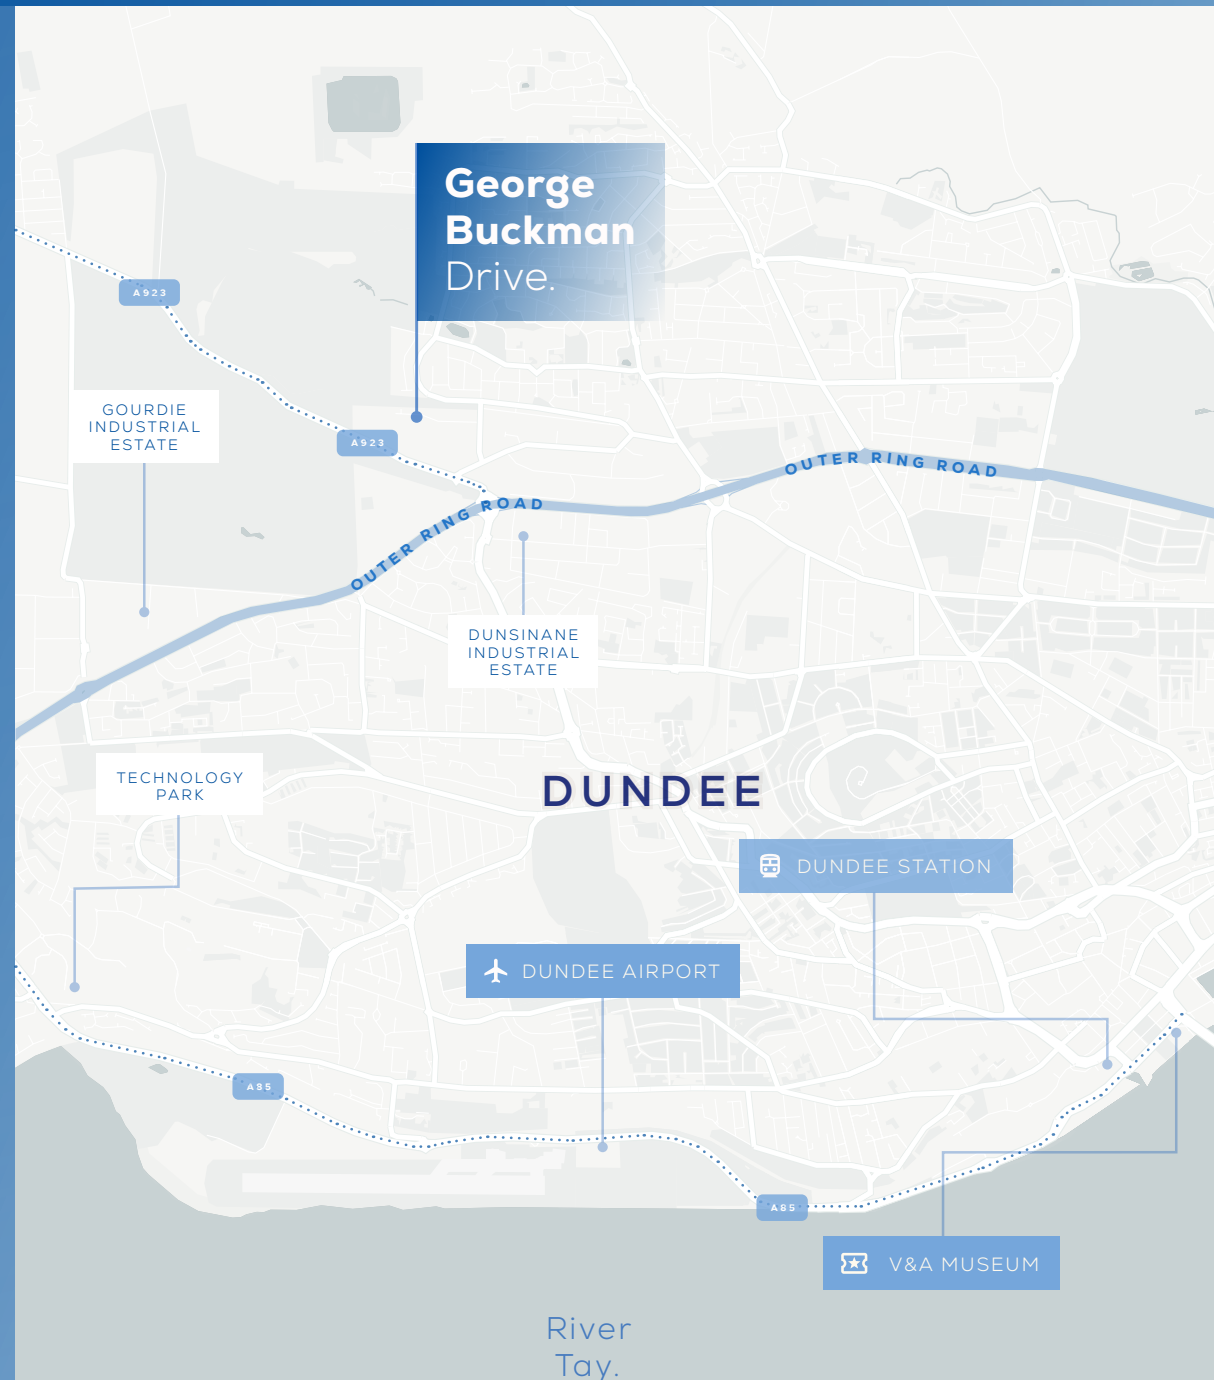 George
Buckman
Drive.
A923
GOURDIE
INDUSTRIAL
ESTATE
A923
OUTER RING ROAD
OUTER RING ROAD
DUNSINANE
INDUSTRIAL
ESTATE
TECHNOLOGY
PARK
DUNDEE
DUNDEE STATION
DUNDEE AIRPORT
A85
A85
V&A MUSEUM
River
Tay.